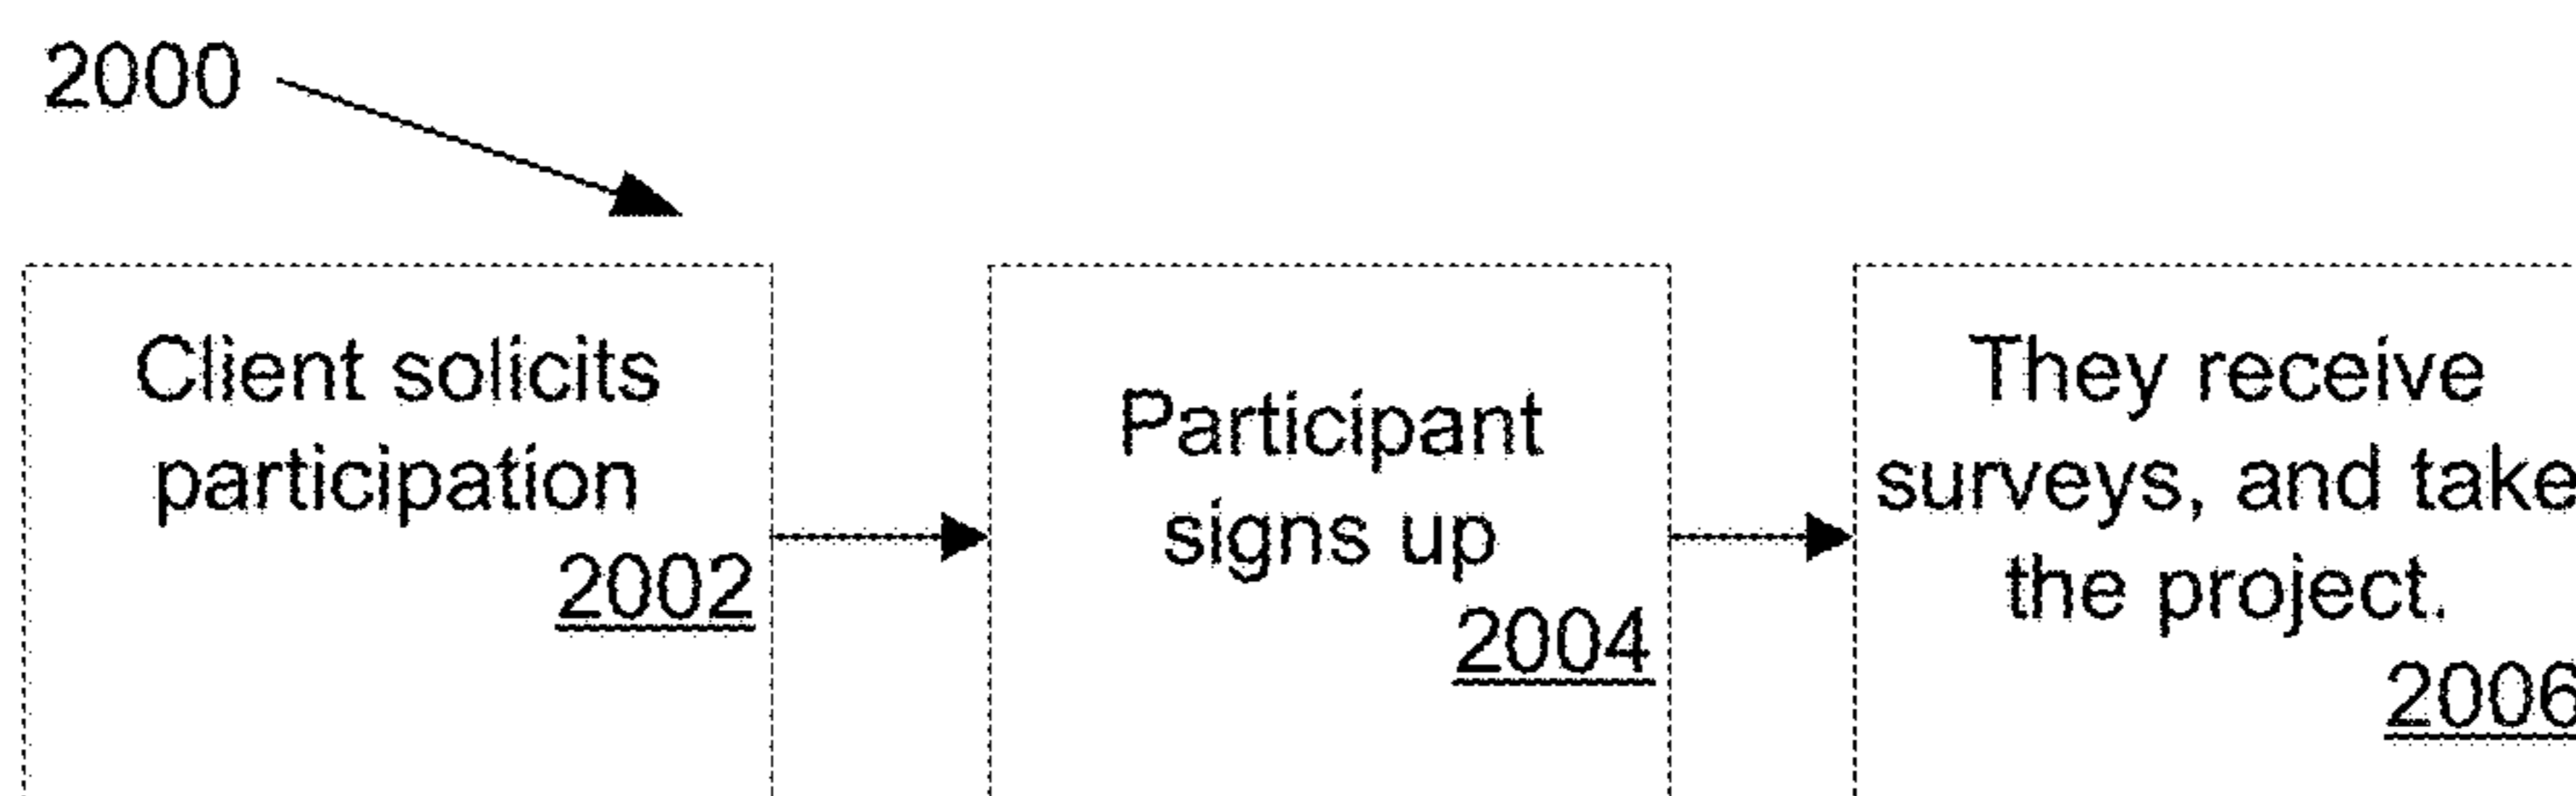 2000
Client solicits
participation
2002
Participant
signs up
2004
They receive
surveys, and take
the project.
2006